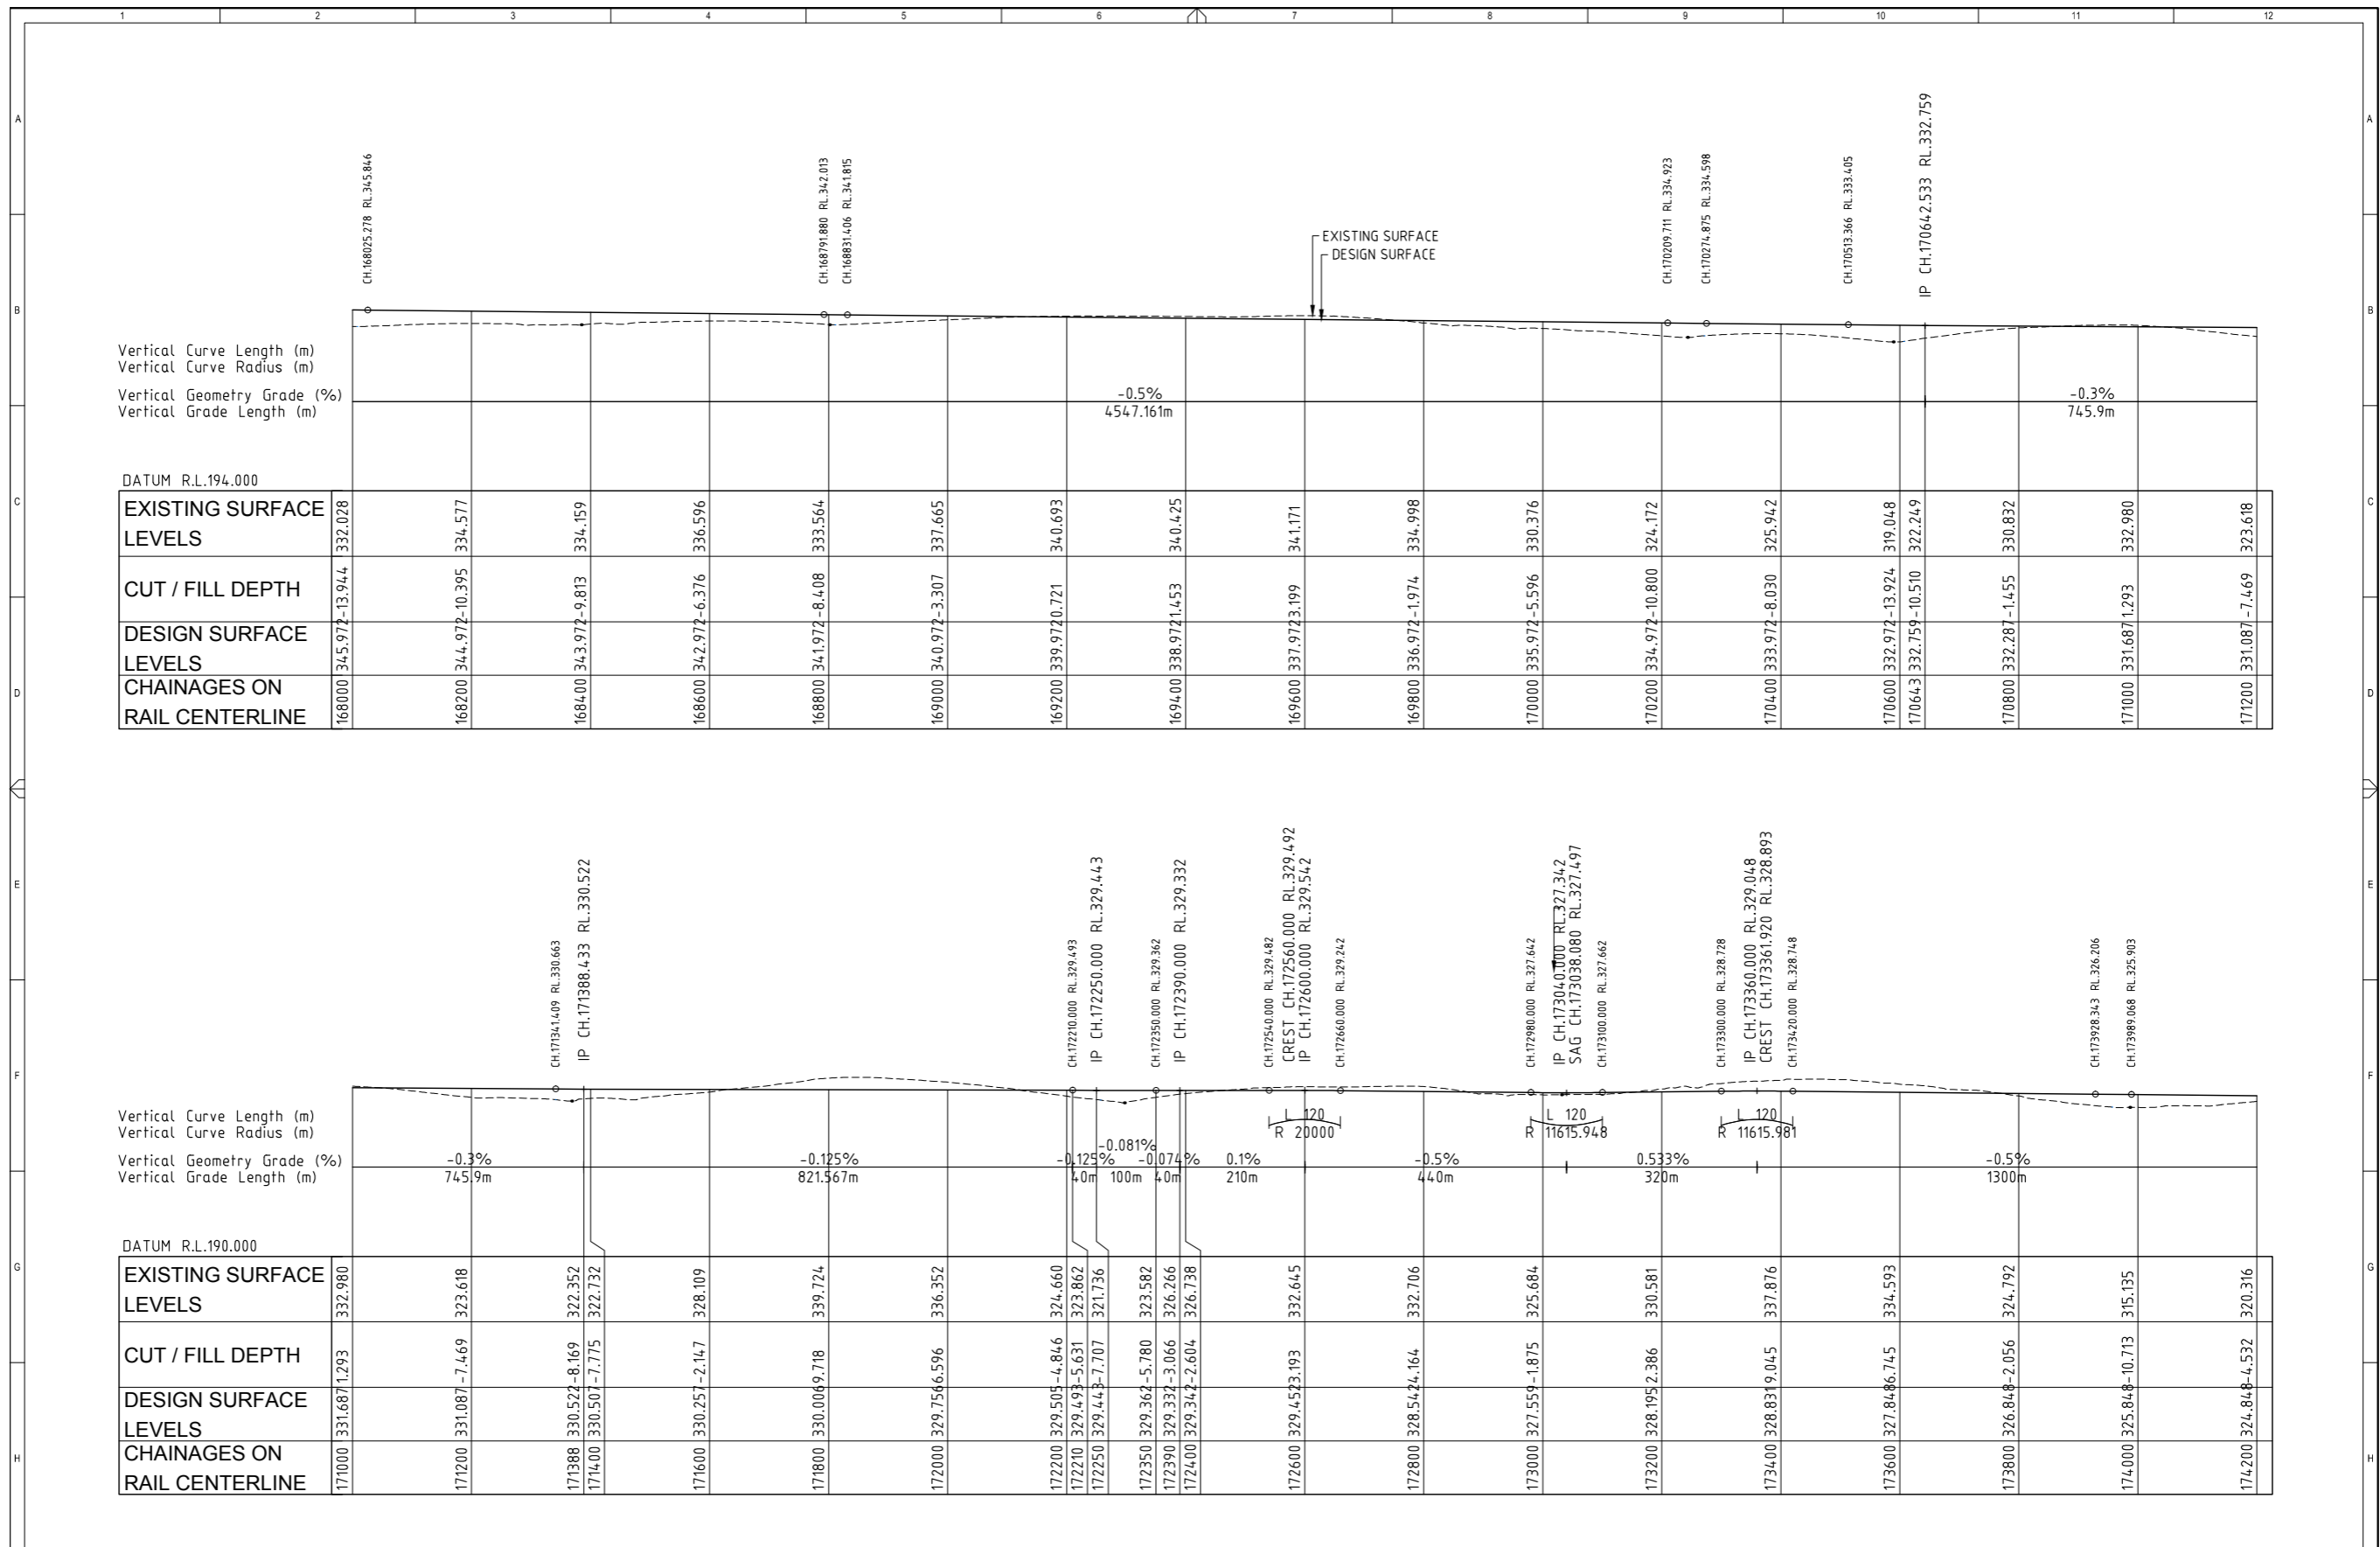 1 2 3 4 5 6 7 8 9 10 11 12
A A
B B
C C
D D
E E
F F
G G
H H
CH.168025.278 RL.345.846
CH.168791.880 RL.342.013
CH.168831.406 RL.341.815
EXISTING SURFACE
DESIGN SURFACE
CH.170209.711 RL.334.923
CH.170274.875 RL.334.598
CH.170513.366 RL.333.405
IP CH.170642.533 RL.332.759
Vertical Curve Length (m)
Vertical Curve Radius (m)
Vertical Geometry Grade (%) -0.5% -0.3%
Vertical Grade Length (m) 4547.161m 745.9m
DATUM R.L.194.000
EXISTING SURFACE LEVELS 332.028 334.577 334.159 336.596 333.564 337.665 340.693 340.425 341.171 334.998 330.376 324.172 325.942 319.048 322.249 330.832 332.980 323.618
CUT / FILL DEPTH -13.944 -10.395 -9.813 -6.376 -8.408 -3.307 0.721 1.453 3.199 -1.974 -5.596 -10.800 -8.030 -13.924 -10.510 -1.455 1.293 -7.469
DESIGN SURFACE LEVELS 345.972 344.972 343.972 342.972 341.972 340.972 339.972 338.972 337.972 336.972 335.972 334.972 333.972 332.972 332.759 332.287 331.687 331.087
CHAINAGES ON RAIL CENTERLINE 168000 168200 168400 168600 168800 169000 169200 169400 169600 169800 170000 170200 170400 170600 170643 170800 171000 171200
CH.171341.409 RL.330.663
IP CH.171388.433 RL.330.522
CH.172210.000 RL.329.493
IP CH.172250.000 RL.329.443
CH.172350.000 RL.329.362
IP CH.172390.000 RL.329.332
CH.172540.000 RL.329.482
CREST CH.172560.000 RL.329.492
IP CH.172600.000 RL.329.542
CH.172660.000 RL.329.242
CH.172980.000 RL.327.642
IP CH.173040.000 RL.327.342
SAG CH.173038.080 RL.327.497
CH.173100.000 RL.327.662
CH.173300.000 RL.328.728
IP CH.173360.000 RL.329.048
CREST CH.173361.920 RL.328.893
CH.173420.000 RL.328.748
CH.173928.343 RL.326.206
CH.173989.068 RL.325.903
Vertical Curve Length (m) L 120 L 120 L 120
Vertical Curve Radius (m) R 20000 R 11615.948 R 11615.981
Vertical Geometry Grade (%) -0.3% -0.125% -0.125% -0.081% -0.074% 0.1% -0.5% 0.533% -0.5%
Vertical Grade Length (m) 745.9m 821.567m 40m 100m 40m 210m 440m 320m 1300m
DATUM R.L.190.000
EXISTING SURFACE LEVELS 332.980 323.618 322.352 322.732 328.109 339.724 336.352 324.660 323.862 321.736 323.582 326.266 326.738 332.645 332.706 325.684 330.581 337.876 334.593 324.792 315.135 320.316
CUT / FILL DEPTH 1.293 -7.469 -8.169 -7.775 -2.147 9.718 6.596 -4.846 -5.631 -7.707 -5.780 -3.066 -2.604 3.193 4.164 -1.875 2.386 9.045 6.745 -2.056 -10.713 -4.532
DESIGN SURFACE LEVELS 331.687 331.087 330.522 330.507 330.257 330.006 329.756 329.505 329.493 329.443 329.362 329.332 329.342 329.452 328.542 327.559 328.195 328.831 327.848 326.848 325.848 324.848
CHAINAGES ON RAIL CENTERLINE 171000 171200 171388 171400 171600 171800 172000 172200 172210 172250 172350 172390 172400 172600 172800 173000 173200 173400 173600 173800 174000 174200